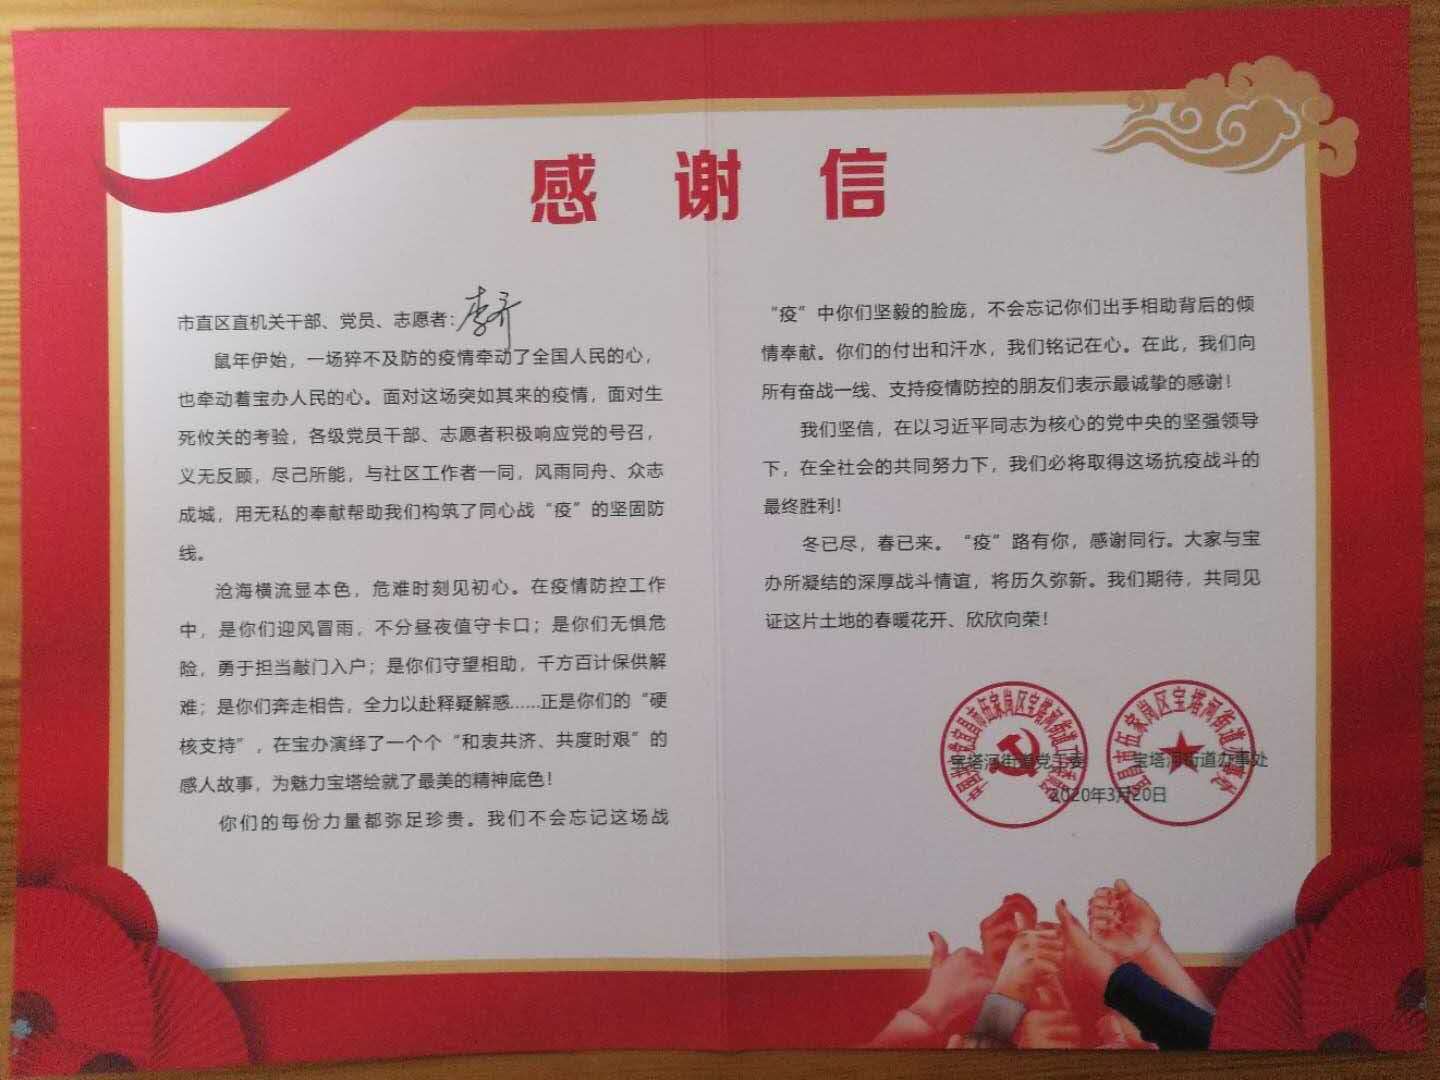 感谢信
市直区直机关干部、党员、志愿者：李齐
鼠年伊始，一场猝不及防的疫情牵动了全国人民的心，
也牵动着宝办人民的心。面对这场突如其来的疫情，面对生
死攸关的考验，各级党员干部、志愿者积极响应党的号召，
义无反顾，尽己所能，与社区工作者一同，风雨同舟、众志
成城，用无私的奉献帮助我们构筑了同心战“疫”的坚固防
线。
沧海横流显本色，危难时刻见初心。在疫情防控工作
中，是你们迎风冒雨，不分昼夜值守卡口；是你们无惧危
险，勇于担当敲门入户；是你们守望相助，千方百计保供解
难；是你们奔走相告，全力以赴释疑解惑……正是你们的“硬
核支持”，在宝办演绎了一个个“和衷共济、共度时艰”的
感人故事，为魅力宝塔绘就了最美的精神底色！
你们的每份力量都弥足珍贵。我们不会忘记这场战
“疫”中你们坚毅的脸庞，不会忘记你们出手相助背后的倾
情奉献。你们的付出和汗水，我们铭记在心。在此，我们向
所有奋战一线、支持疫情防控的朋友们表示最诚挚的感谢！
我们坚信，在以习近平同志为核心的党中央的坚强领导
下，在全社会的共同努力下，我们必将取得这场抗疫战斗的
最终胜利！
冬已尽，春已来。“疫”路有你，感谢同行。大家与宝
办所凝结的深厚战斗情谊，将历久弥新。我们期待，共同见
证这片土地的春暖花开、欣欣向荣！
宝塔河街道党工委 宝塔河街道办事处
2020年3月20日
宜昌市伍家岗区宝塔河街道办事处